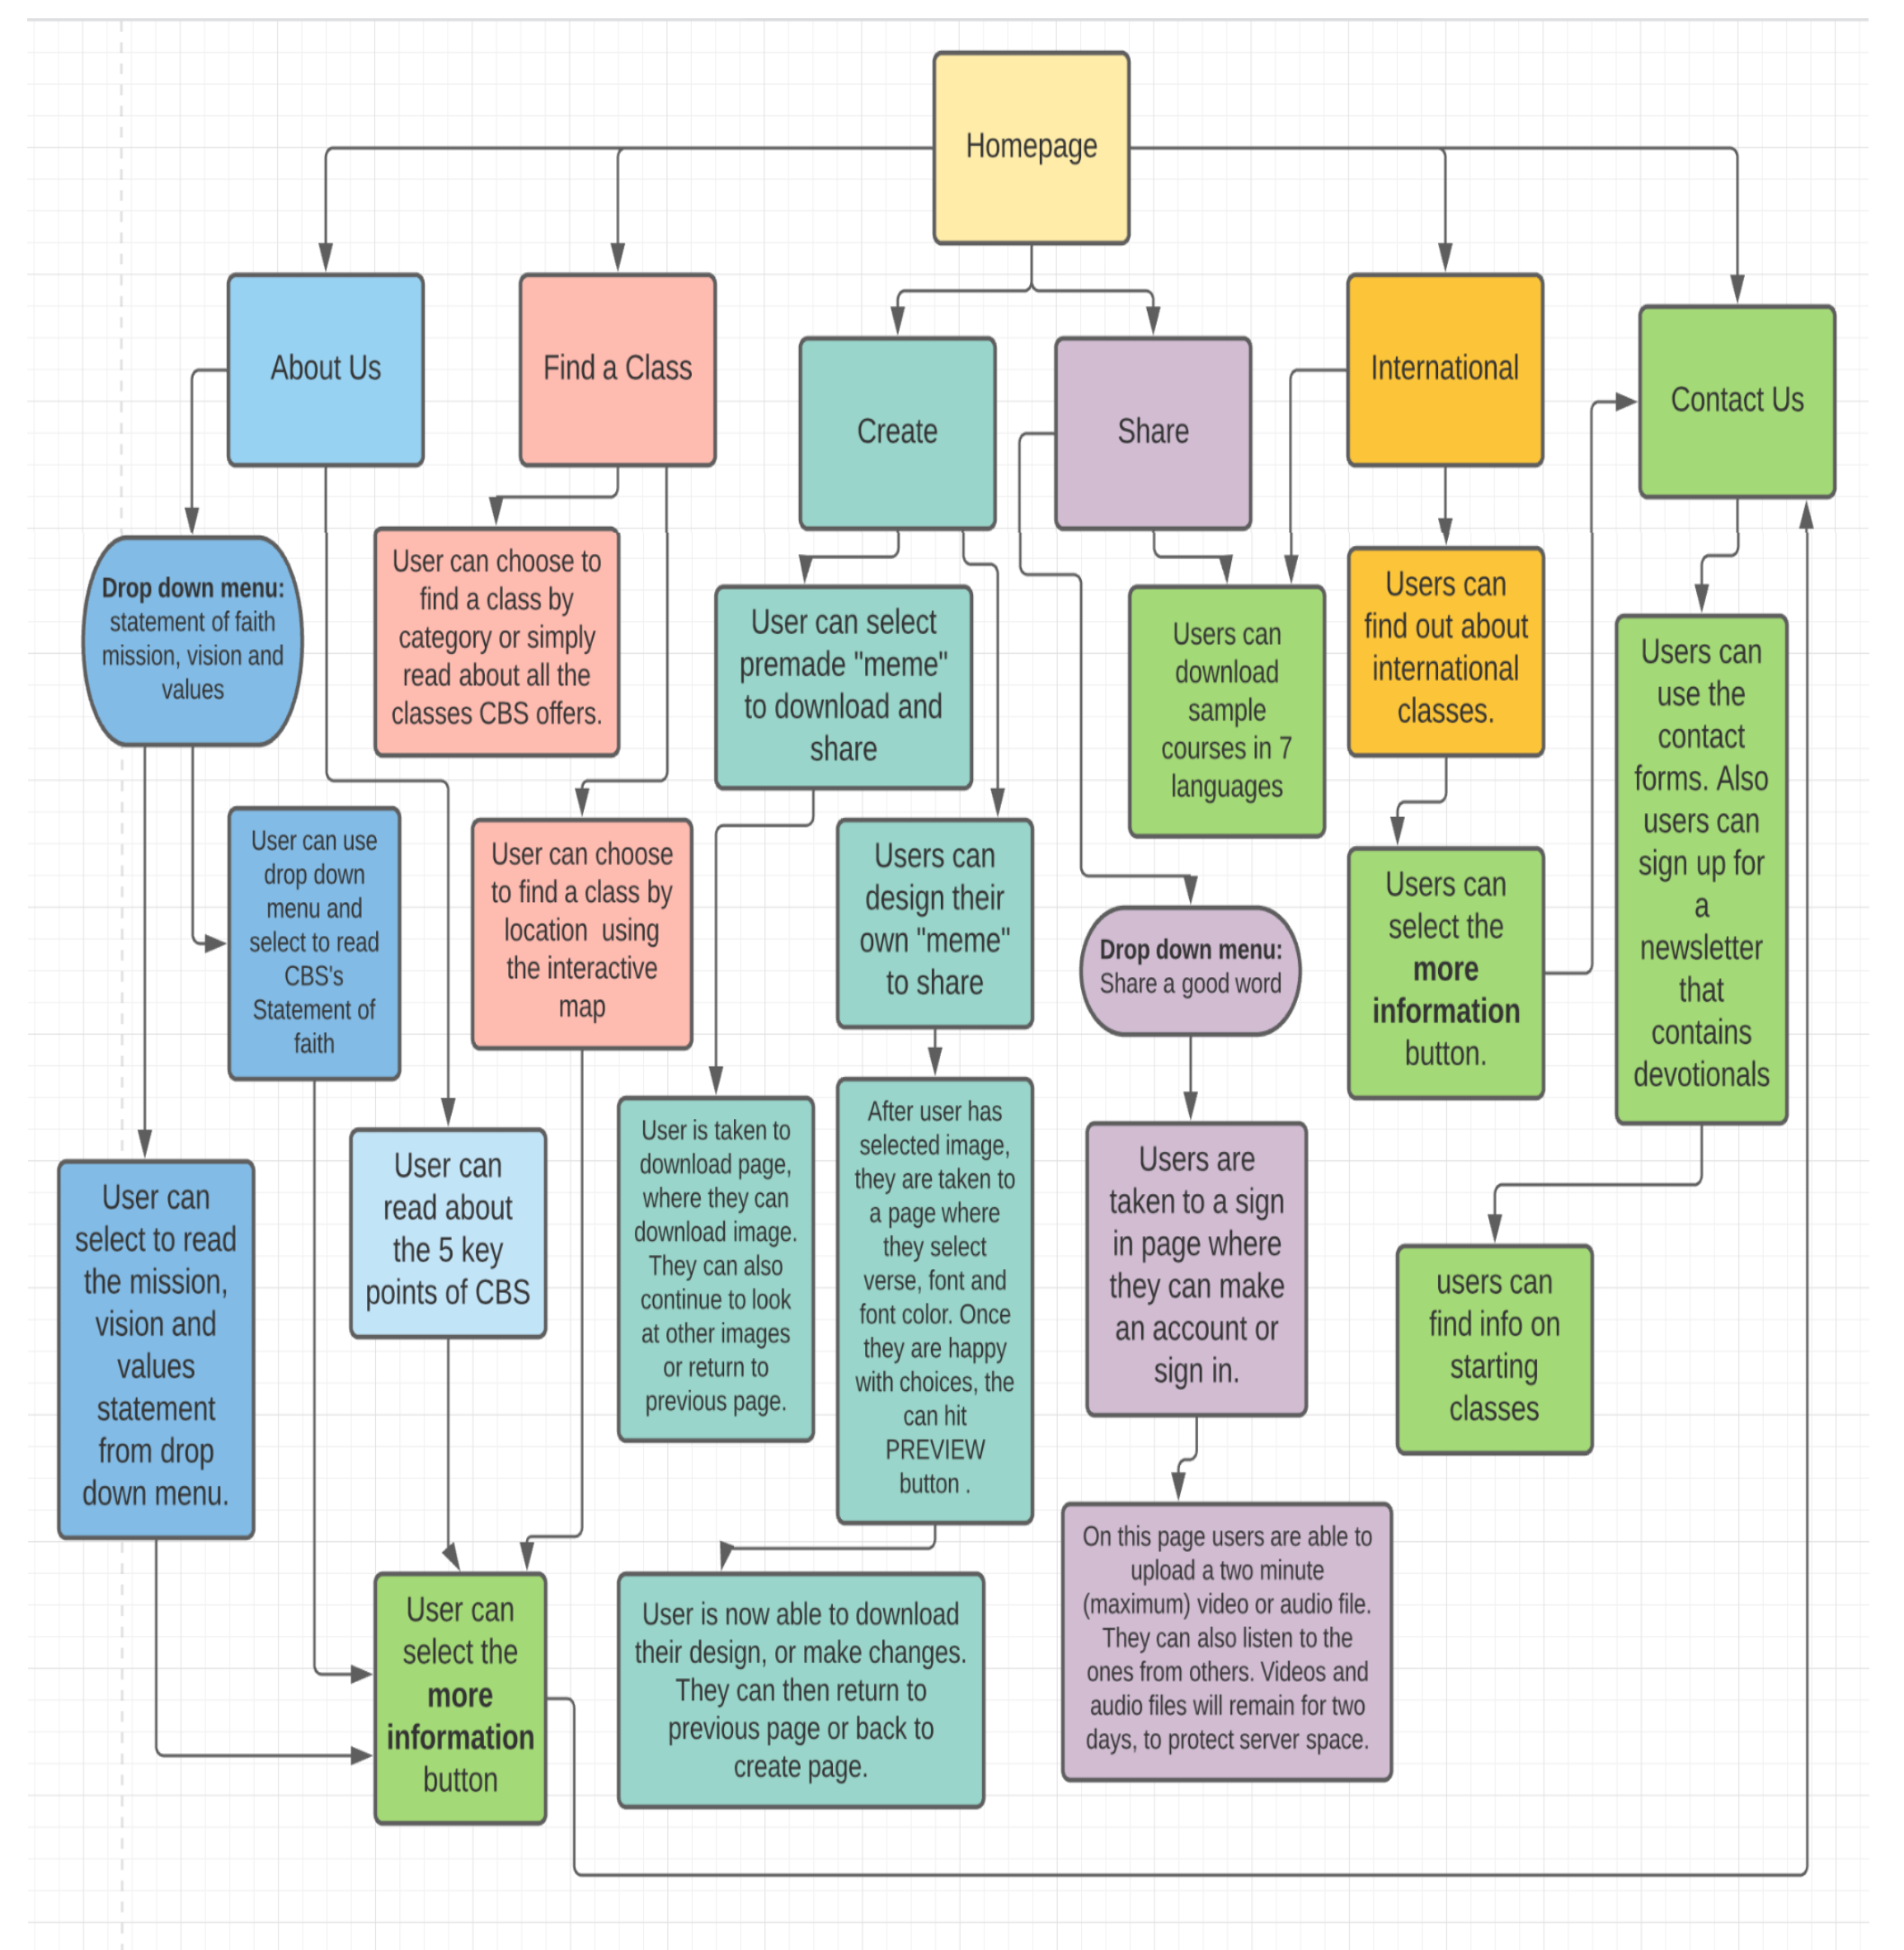 Homepage
About Us
Find a Class
Create
Share
International
Contact Us
Drop down menu:
statement of faith
mission, vision and
values
User can choose to
find a class by
category or simply
read about all the
classes CBS offers.
User can select
premade "meme"
to download and
share
Users can
download
sample
courses in 7
languages
Users can
find out about
international
classes.
Users can
use the
contact
forms. Also
users can
sign up for
a
newsletter
that
contains
devotionals
User can use
drop down
menu and
select to read
CBS's
Statement of
faith
User can choose
to find a class by
location  using
the interactive
map
Users can
design their
own "meme"
to share
Drop down menu:
Share a good word
Users can
select the
more
information
button.
User can
select to read
the mission,
vision and
values
statement
from drop
down menu.
User can
read about
the 5 key
points of CBS
User is taken to
download page,
where they can
download image.
They can also
continue to look
at other images
or return to
previous page.
After user has
selected image,
they are taken to
a page where
they select
verse, font and
font color. Once
they are happy
with choices, the
can hit
PREVIEW
button .
Users are
taken to a sign
in page where
they can make
an account or
sign in.
users can
find info on
starting
classes
User can
select the
more
information
button
User is now able to download
their design, or make changes.
They can then return to
previous page or back to
create page.
On this page users are able to
upload a two minute
(maximum) video or audio file.
They can also listen to the
ones from others. Videos and
audio files will remain for two
days, to protect server space.